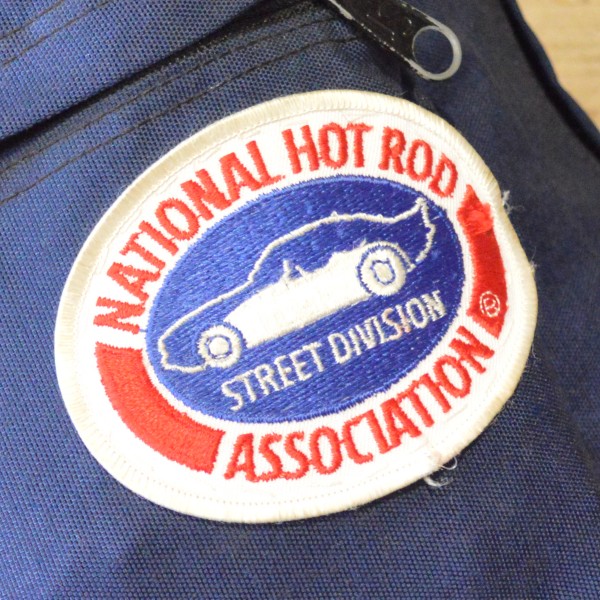 NATIONAL HOT ROD
STREET DIVISION
ASSOCIATION ®